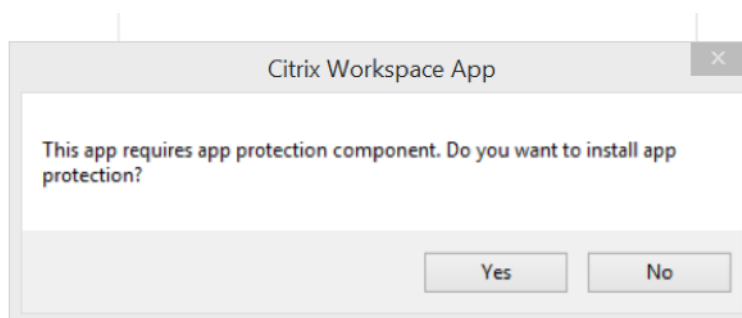 Citrix Workspace App
This app requires app protection component. Do you want to install app
protection?
Yes
No